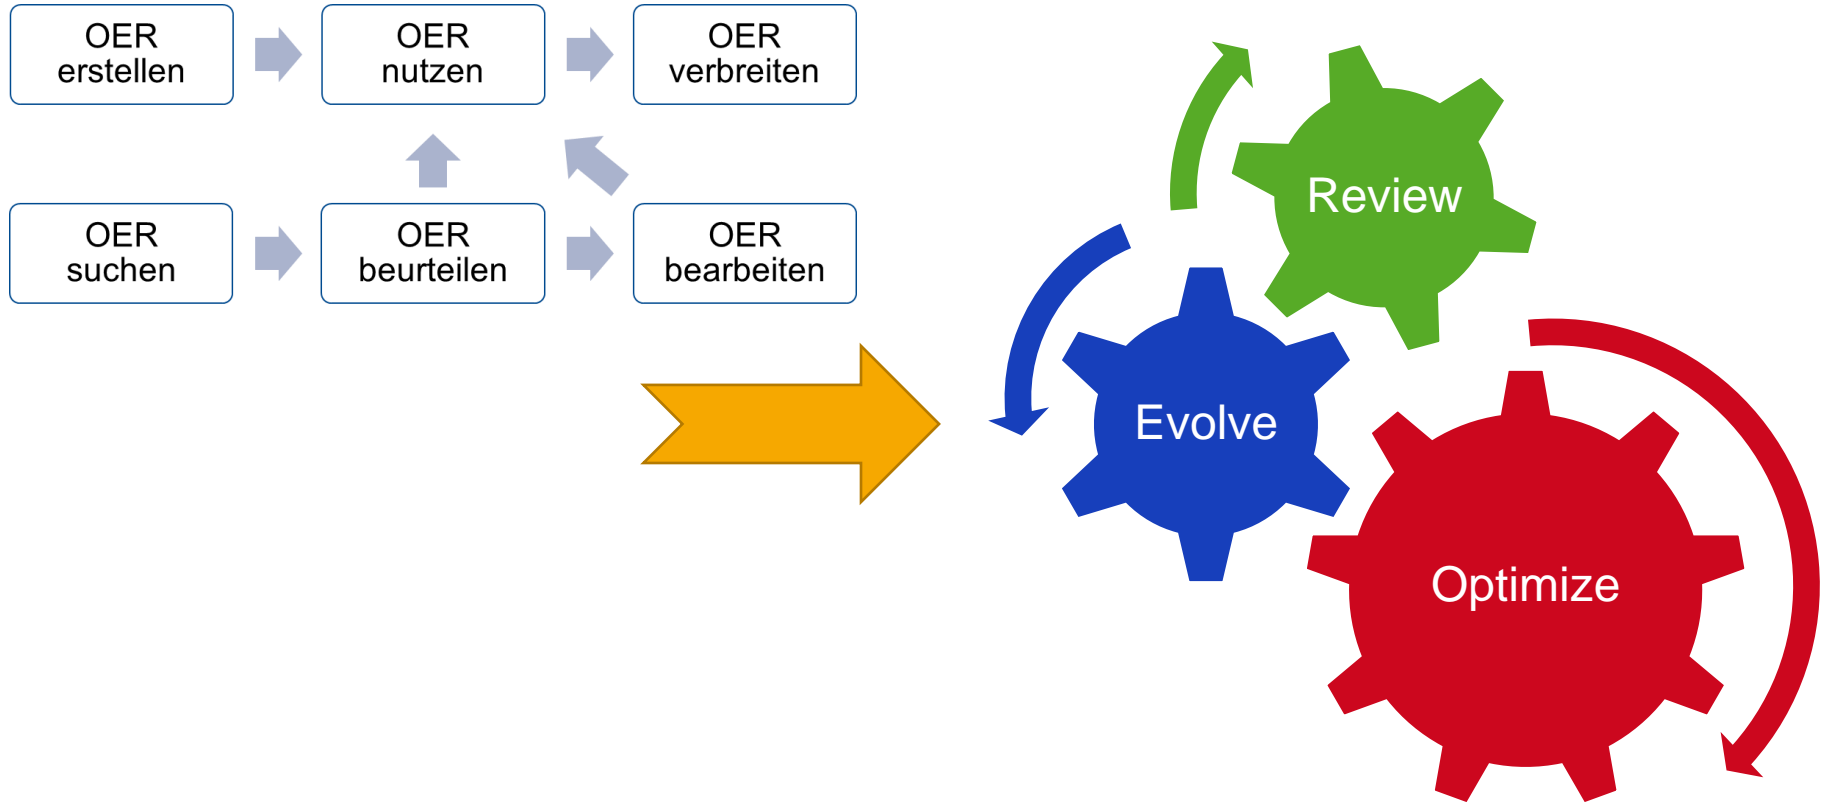 OER
erstellen
OER
nutzen
OER
verbreiten
OER
suchen
OER
beurteilen
OER
bearbeiten
Review
Evolve
Optimize